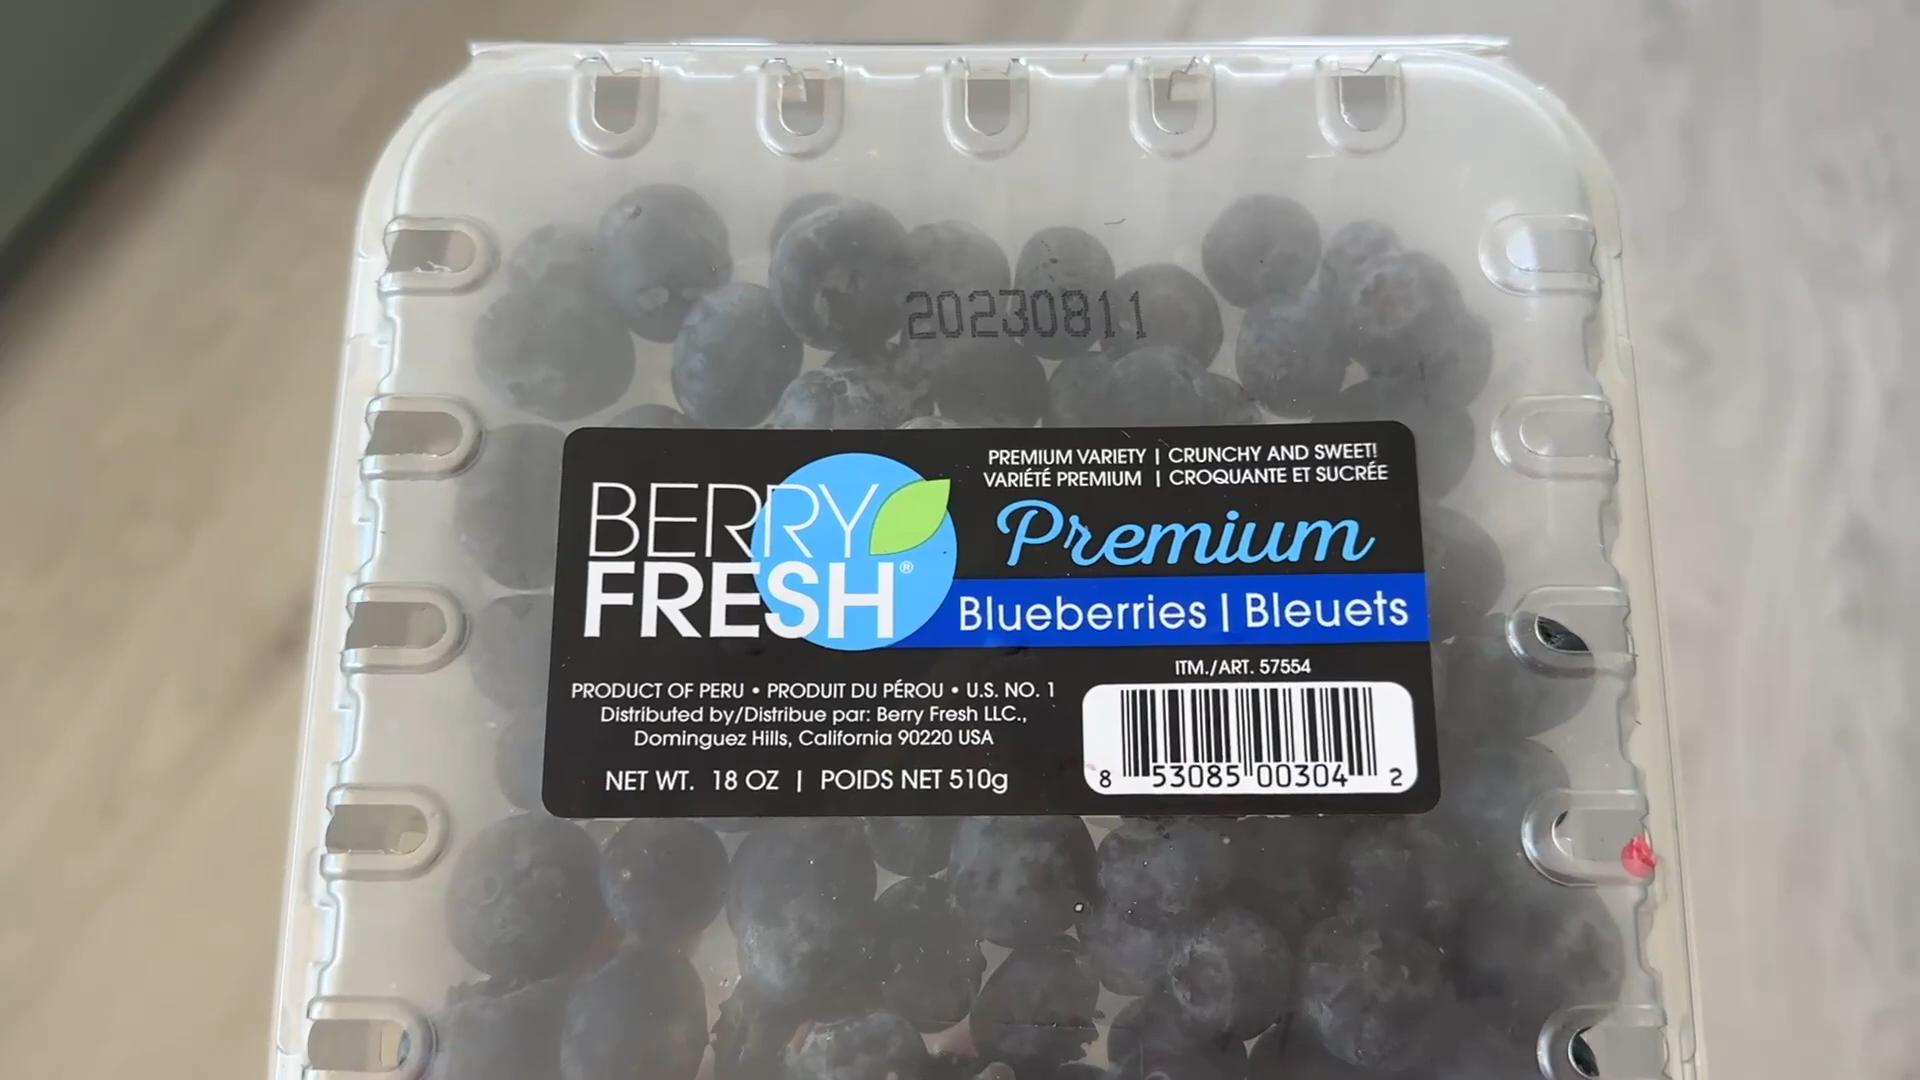 20230811
BERRY
FRESH®
PREMIUM VARIETY | CRUNCHY AND SWEET!
VARIÉTÉ PREMIUM | CROQUANTE ET SUCRÉE
Premium
Blueberries | Bleuets
ITM./ART. 57554
PRODUCT OF PERU • PRODUIT DU PÉROU • U.S. NO. 1
Distributed by/Distribue par: Berry Fresh LLC.,
Dominguez Hills, California 90220 USA
NET WT. 18 OZ | POIDS NET 510g
8 53085 00304 2